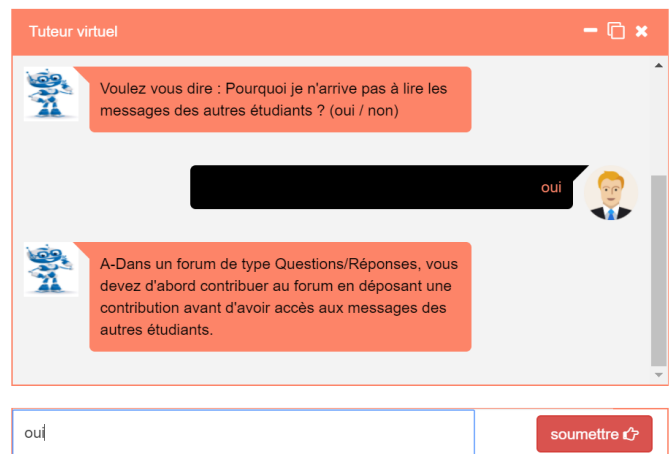 Tuteur virtuel
Voulez vous dire : Pourquoi je n'arrive pas à lire les
messages des autres étudiants ? (oui / non)
oui
A-Dans un forum de type Questions/Réponses, vous
devez d'abord contribuer au forum en déposant une
contribution avant d'avoir accès aux messages des
autres étudiants.
oui
soumettre